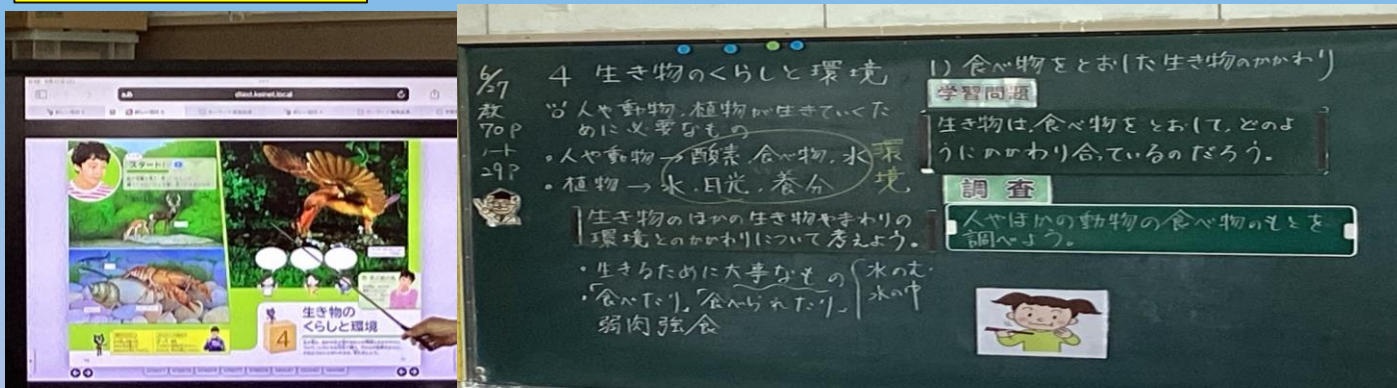 スタート!
生き物の
くらしと環境
4
6/27
教
70P
ノート
29P
4 生き物のくらしと環境
人や動物、植物が生きていくた
めに必要なもの
・人や動物→酸素、食べ物 水
・植物→水、日光、養分
環境
生き物のほかの生き物やまわりの
環境とのかかわりについて考えよう。
・生きるために大事なもの
・「食べたり」、「食べられたり」
弱肉強食
水の
水の中
1) 食べ物をとおした生き物のかかわり
学習問題
生き物は、食べ物をとおして、どのよ
うにかかわり合っているのだろう。
調査
人やほかの動物の食べ物のもとを
調べよう。